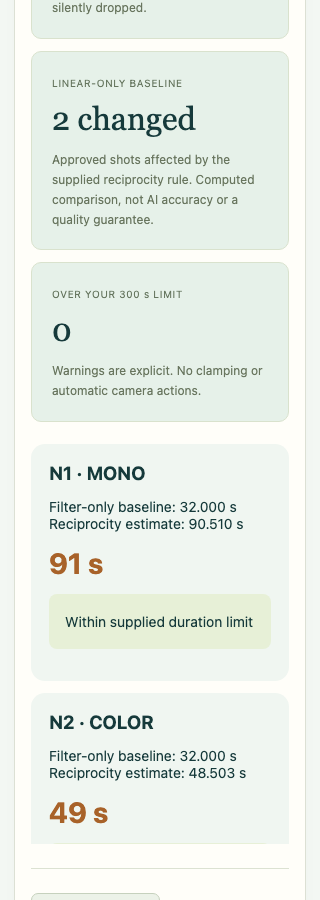 silently dropped.
LINEAR-ONLY BASELINE
2 changed
Approved shots affected by the
supplied reciprocity rule. Computed
comparison, not AI accuracy or a
quality guarantee.
OVER YOUR 300 s LIMIT
0
Warnings are explicit. No clamping or
automatic camera actions.
N1 · MONO
Filter-only baseline: 32.000 s
Reciprocity estimate: 90.510 s
91 s
Within supplied duration limit
N2 · COLOR
Filter-only baseline: 32.000 s
Reciprocity estimate: 48.503 s
49 s